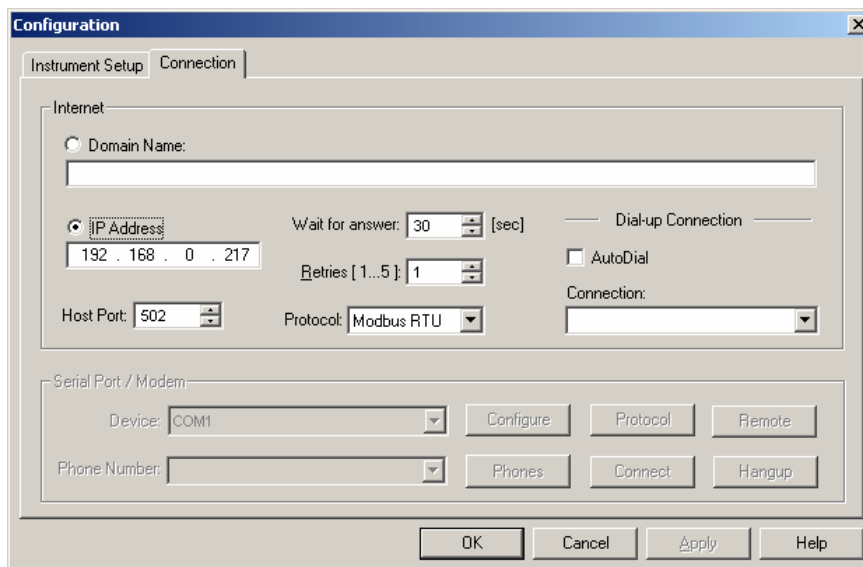 Configuration
Instrument Setup Connection
Internet
Domain Name:
IP Address
192 . 168 . 0 . 217
Wait for answer: 30 [sec]
Dial-up Connection
Retries [ 1...5 ]: 1
AutoDial
Host Port: 502
Protocol: Modbus RTU
Connection:
Serial Port / Modem
Device: COM1 Configure Protocol Remote
Phone Number: Phones Connect Hangup
OK Cancel Apply Help